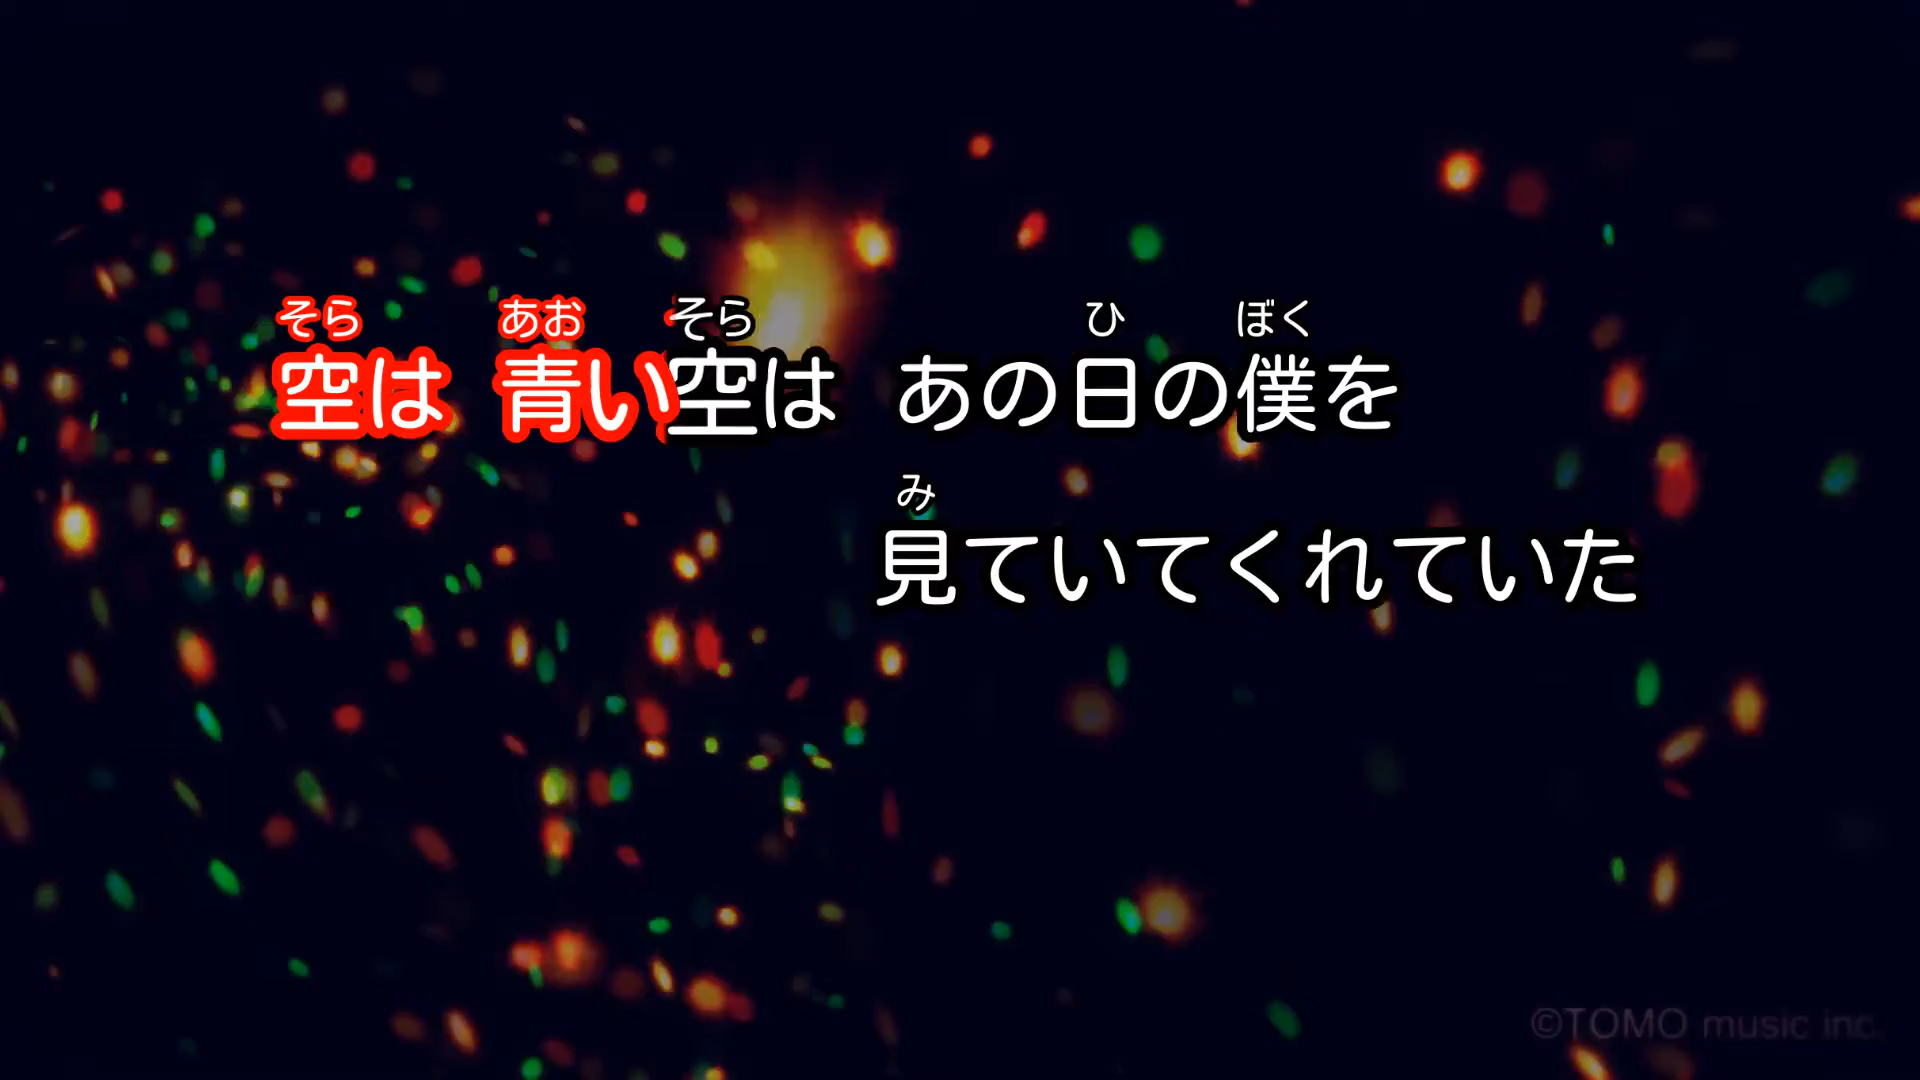 そら あお そら ひ ぼく
空は 青い空は あの日の僕を
み
見ていてくれていた
©TOMO music inc.